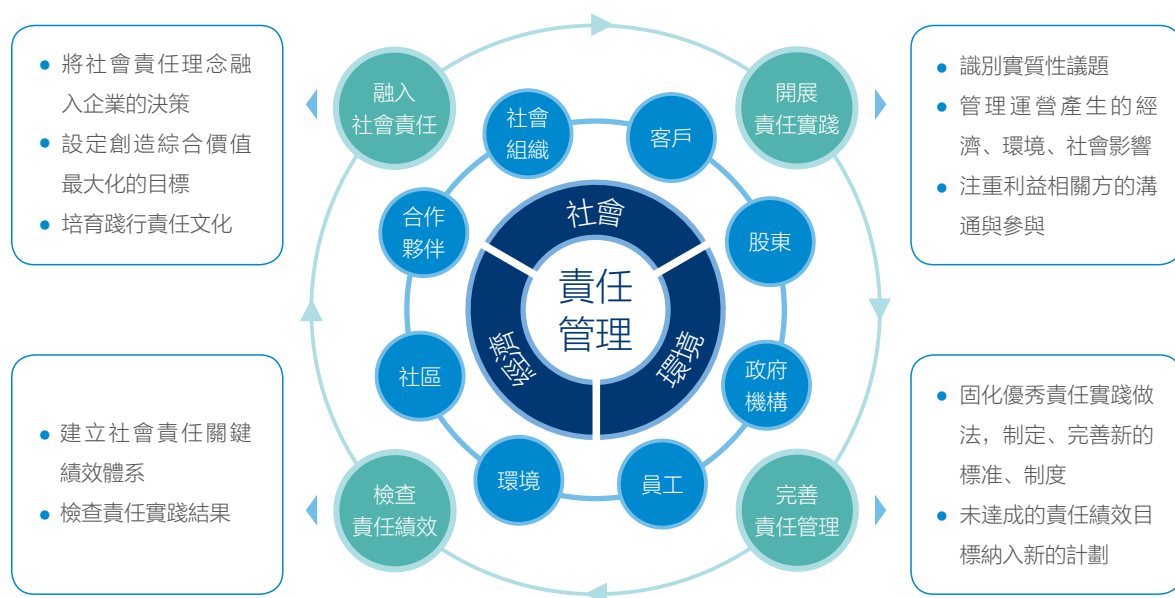 • 將社會責任理念融
入企業的決策
• 設定創造綜合價值
最大化的目標
• 培育踐行責任文化
融入
社會責任
開展
責任實踐
• 識別實質性議題
• 管理運營產生的經
濟、環境、社會影響
• 注重利益相關方的溝
通與參與
社會
組織
客戶
合作
夥伴
股東
社會
經濟
環境
責任
管理
社區
政府
機構
環境
員工
• 建立社會責任關鍵
績效體系
• 檢查責任實踐結果
檢查
責任績效
完善
責任管理
• 固化優秀責任實踐做
法，制定、完善新的
標准、制度
• 未達成的責任績效目
標納入新的計劃